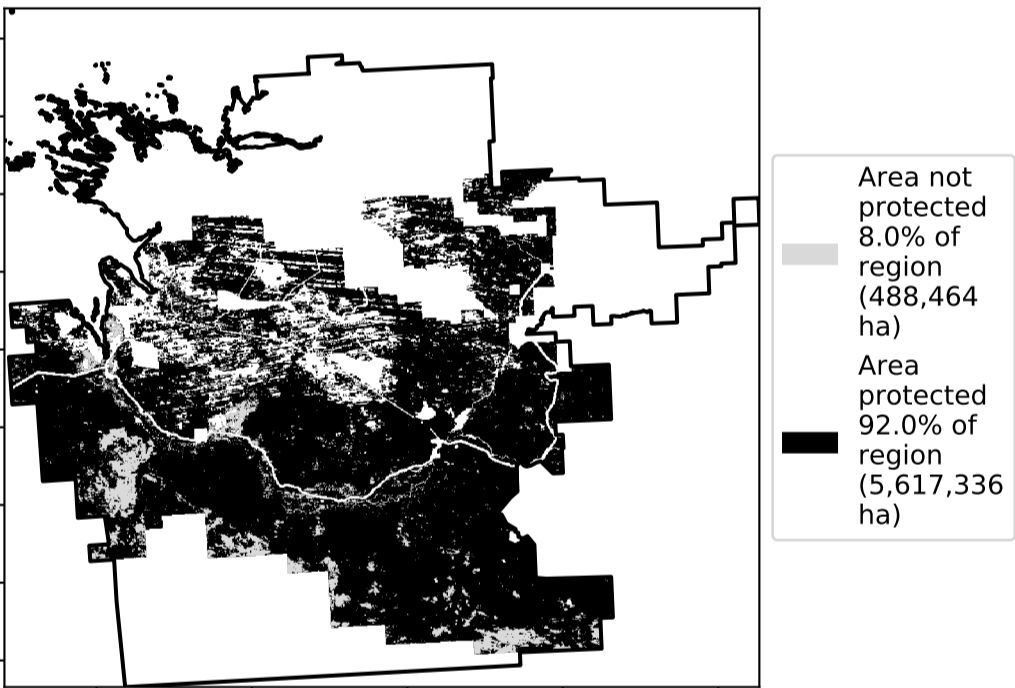 Area not
protected
8.0% of
region
(488,464
ha)
Area
protected
92.0% of
region
(5,617,336
ha)